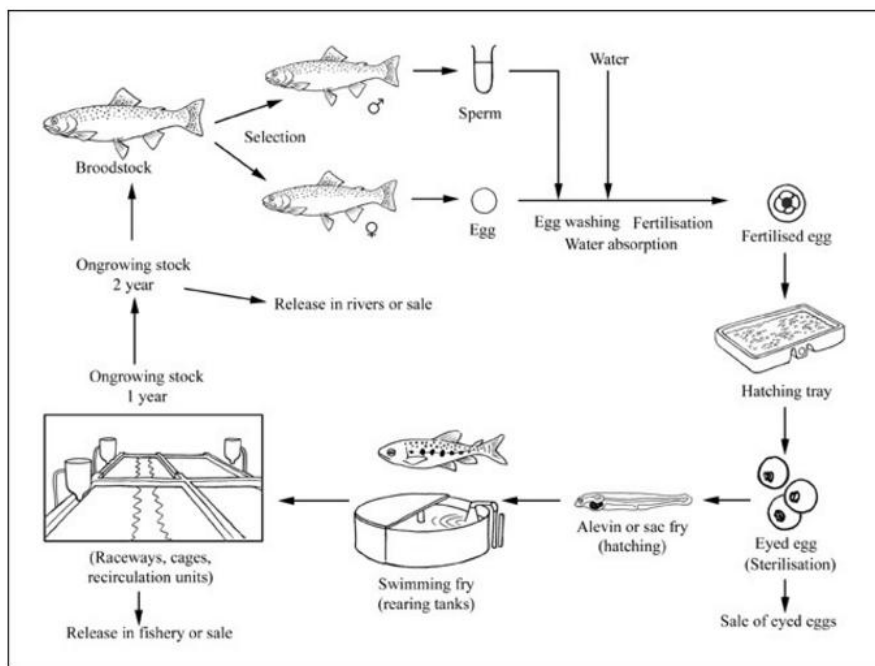 Water
Sperm
♂
Selection
Broodstock
♀
Egg
Egg washing Fertilisation
Water absorption
Fertilised egg
Ongrowing stock
2 year
Release in rivers or sale
Ongrowing stock
1 year
Hatching tray
Alevin or sac fry
(hatching)
Eyed egg
(Sterilisation)
(Raceways, cages,
recirculation units)
Swimming fry
(rearing tanks)
Sale of eyed eggs
Release in fishery or sale